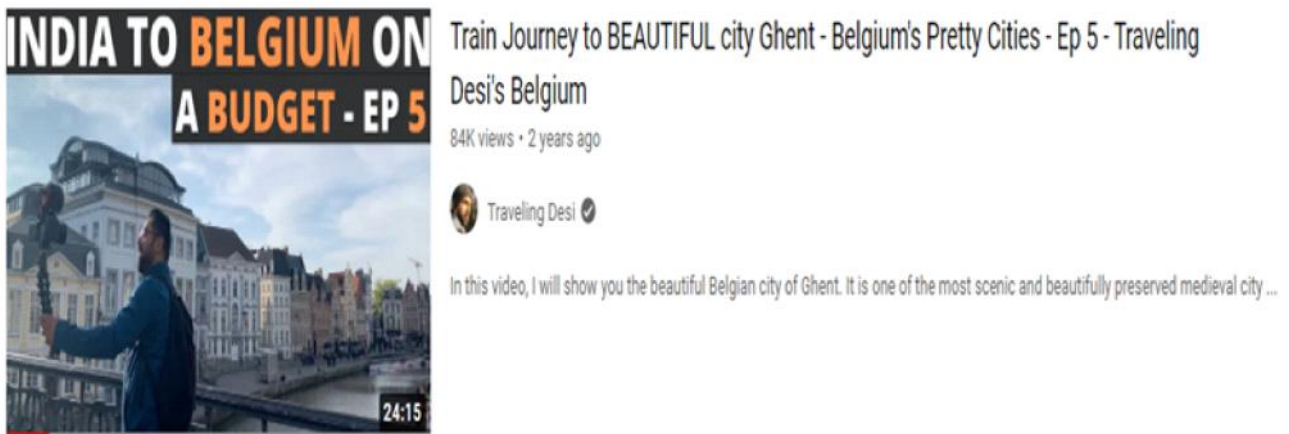 INDIA TO BELGIUM ON
A BUDGET - EP 5
24:15
Train Journey to BEAUTIFUL city Ghent - Belgium's Pretty Cities - Ep 5 - Traveling
Desi's Belgium
84K views • 2 years ago
Traveling Desi
In this video, I will show you the beautiful Belgian city of Ghent. It is one of the most scenic and beautifully preserved medieval city ...